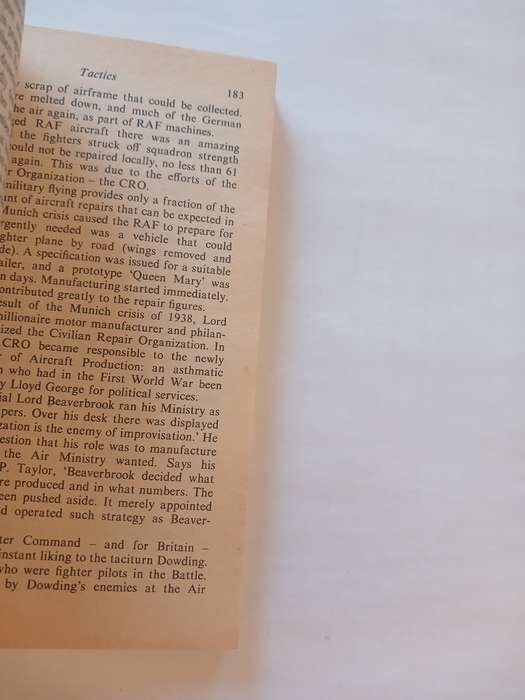 Tactics
183
scrap of airframe that could be collected.
re melted down, and much of the German
he air again, as part of RAF machines.
ged RAF aircraft there was an amazing
the fighters struck off squadron strength
ould not be repaired locally, no less than 61
again. This was due to the efforts of the
r Organization – the CRO.
military flying provides only a fraction of the
unt of aircraft repairs that can be expected in
Munich crisis caused the RAF to prepare for
rgently needed was a vehicle that could
ghter plane by road (wings removed and
de). A specification was issued for a suitable
ailer, and a prototype ‘Queen Mary’ was
n days. Manufacturing started immediately.
ontributed greatly to the repair figures.
esult of the Munich crisis of 1938, Lord
millionaire motor manufacturer and philan-
ized the Civilian Repair Organization. In
CRO became responsible to the newly
r of Aircraft Production: an asthmatic
n who had in the First World War been
y Lloyd George for political services.
ial Lord Beaverbrook ran his Ministry as
pers. Over his desk there was displayed
zation is the enemy of improvisation.’ He
estion that his role was to manufacture
the Air Ministry wanted. Says his
P. Taylor, ‘Beaverbrook decided what
re produced and in what numbers. The
een pushed aside. It merely appointed
d operated such strategy as Beaver-
ter Command – and for Britain –
instant liking to the taciturn Dowding.
who were fighter pilots in the Battle.
by Dowding’s enemies at the Air